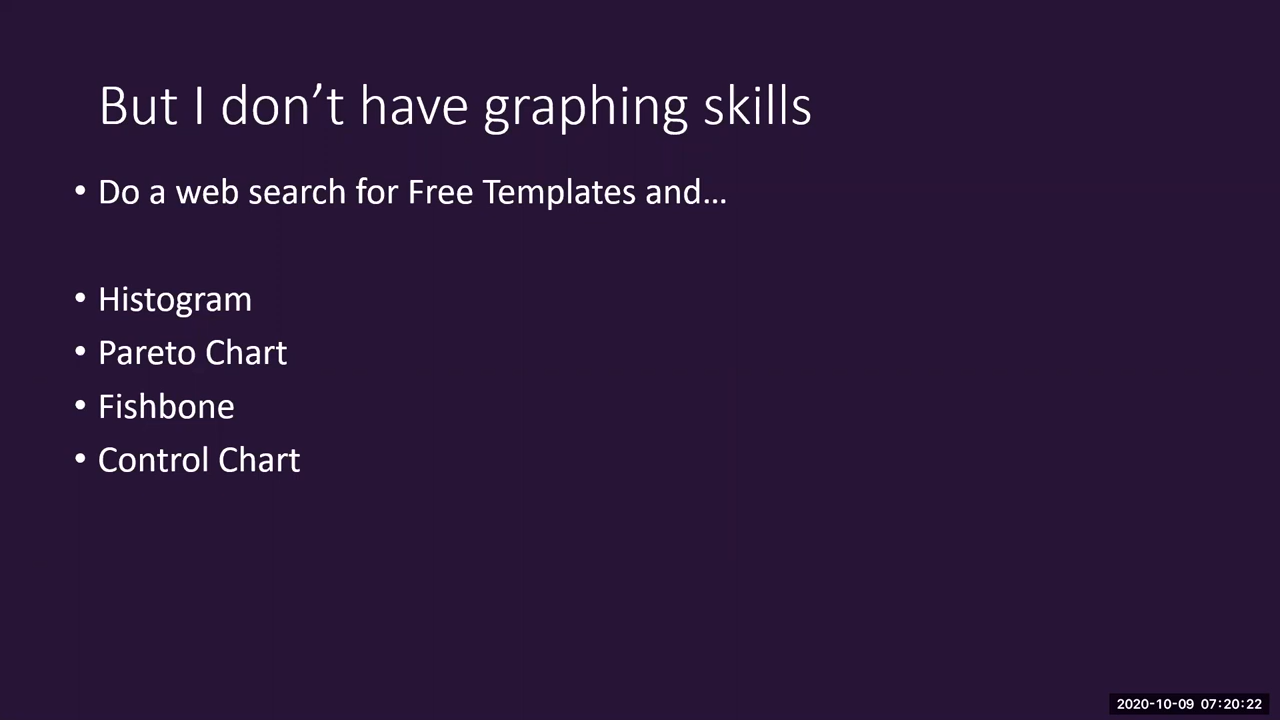 But I don’t have graphing skills
• Do a web search for Free Templates and…
• Histogram
• Pareto Chart
• Fishbone
• Control Chart
2020-10-09 07:20:22